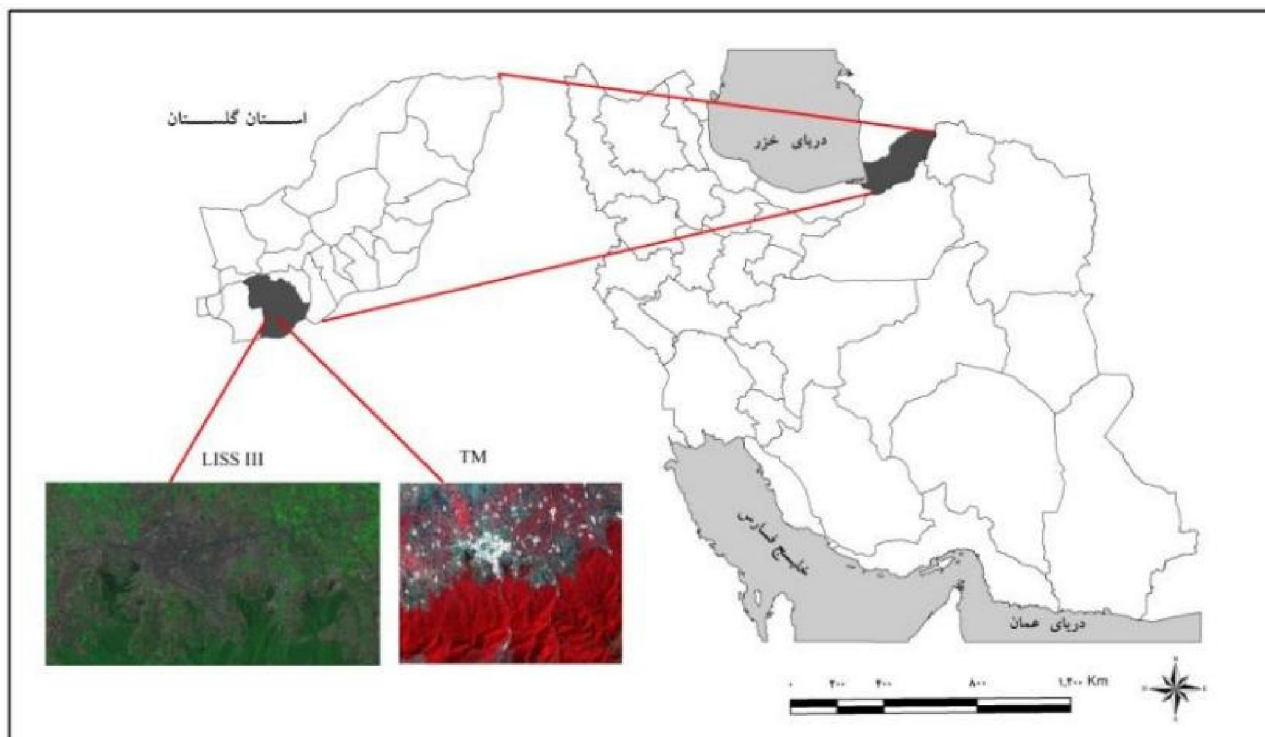 استان گلستان
دریای خزر
خلیج فارس
دریای عمان
LISS III
TM
۰ ۲۰۰ ۴۰۰ ۸۰۰ ۱,۲۰۰ Km